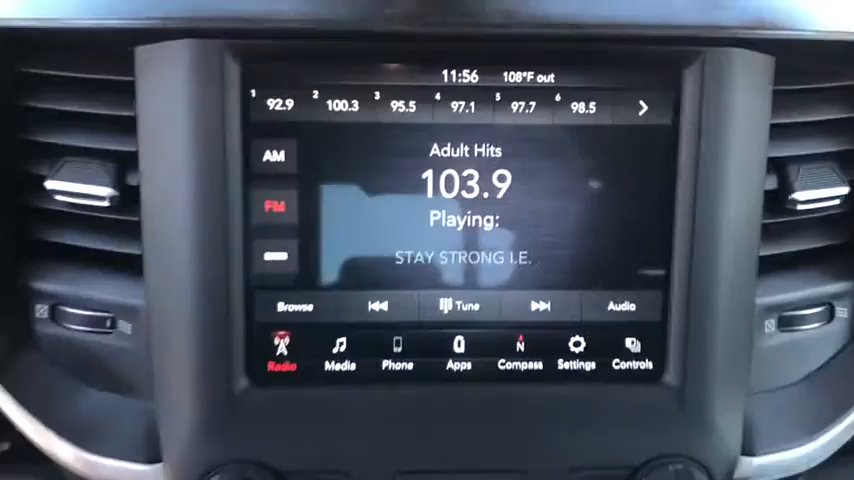 11:56 108°F out
1 92.9 2 100.3 3 95.5 4 97.1 5 97.7 6 98.5
AM
Adult Hits
103.9
FM
Playing:
STAY STRONG I.E.
Browse Tune Audio
Radio Media Phone Apps N Compass Settings Controls